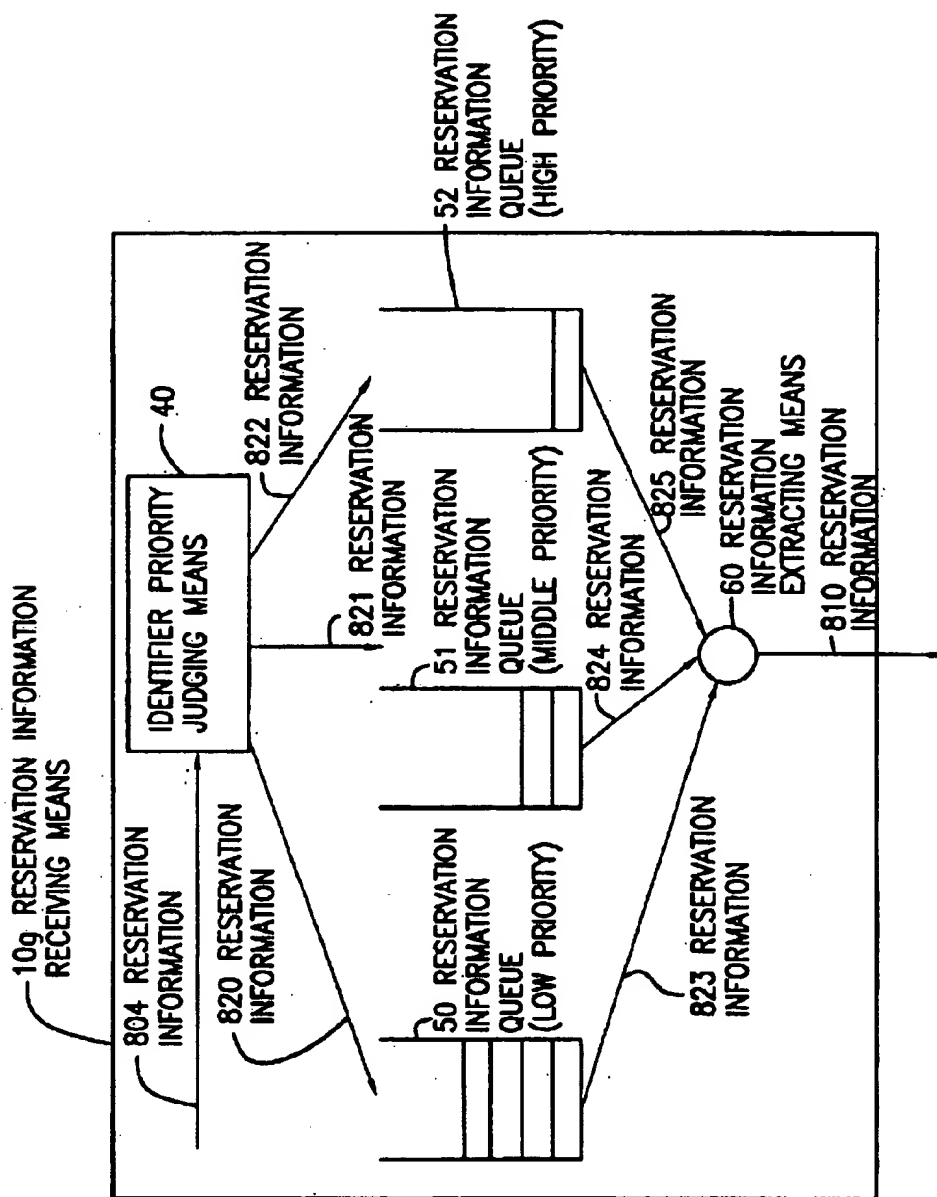 10g RESERVATION INFORMATION
RECEIVING MEANS
804 RESERVATION
INFORMATION
IDENTIFIER PRIORITY
JUDGING MEANS
40
820 RESERVATION
INFORMATION
821 RESERVATION
INFORMATION
822 RESERVATION
INFORMATION
50 RESERVATION
INFORMATION
QUEUE
(LOW PRIORITY)
51 RESERVATION
INFORMATION
QUEUE
(MIDDLE PRIORITY)
52 RESERVATION
INFORMATION
QUEUE
(HIGH PRIORITY)
823 RESERVATION
INFORMATION
824 RESERVATION
INFORMATION
825 RESERVATION
INFORMATION
60 RESERVATION
INFORMATION
EXTRACTING MEANS
810 RESERVATION
INFORMATION